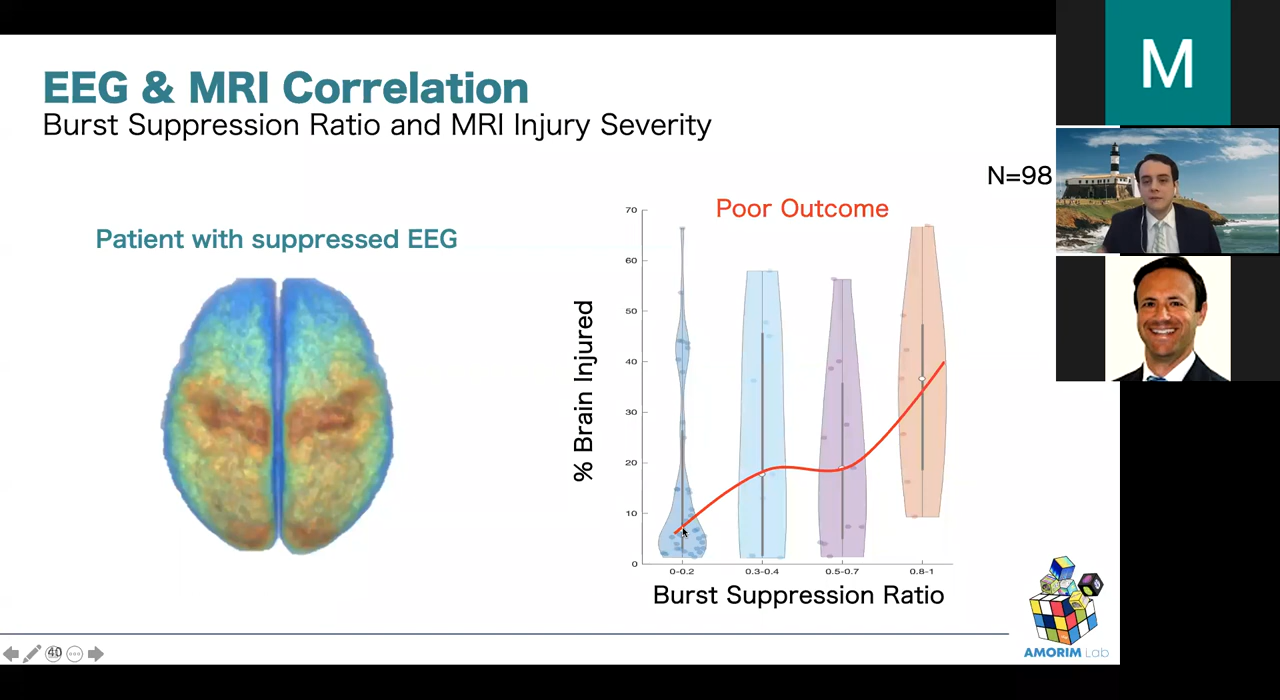 EEG & MRI Correlation
Burst Suppression Ratio and MRI Injury Severity
M
N=98
Poor Outcome
Patient with suppressed EEG
% Brain Injured
70
60
50
40
30
20
10
0
0-0.2
0.3-0.4
0.5-0.7
0.8-1
Burst Suppression Ratio
AMORIM Lab
40